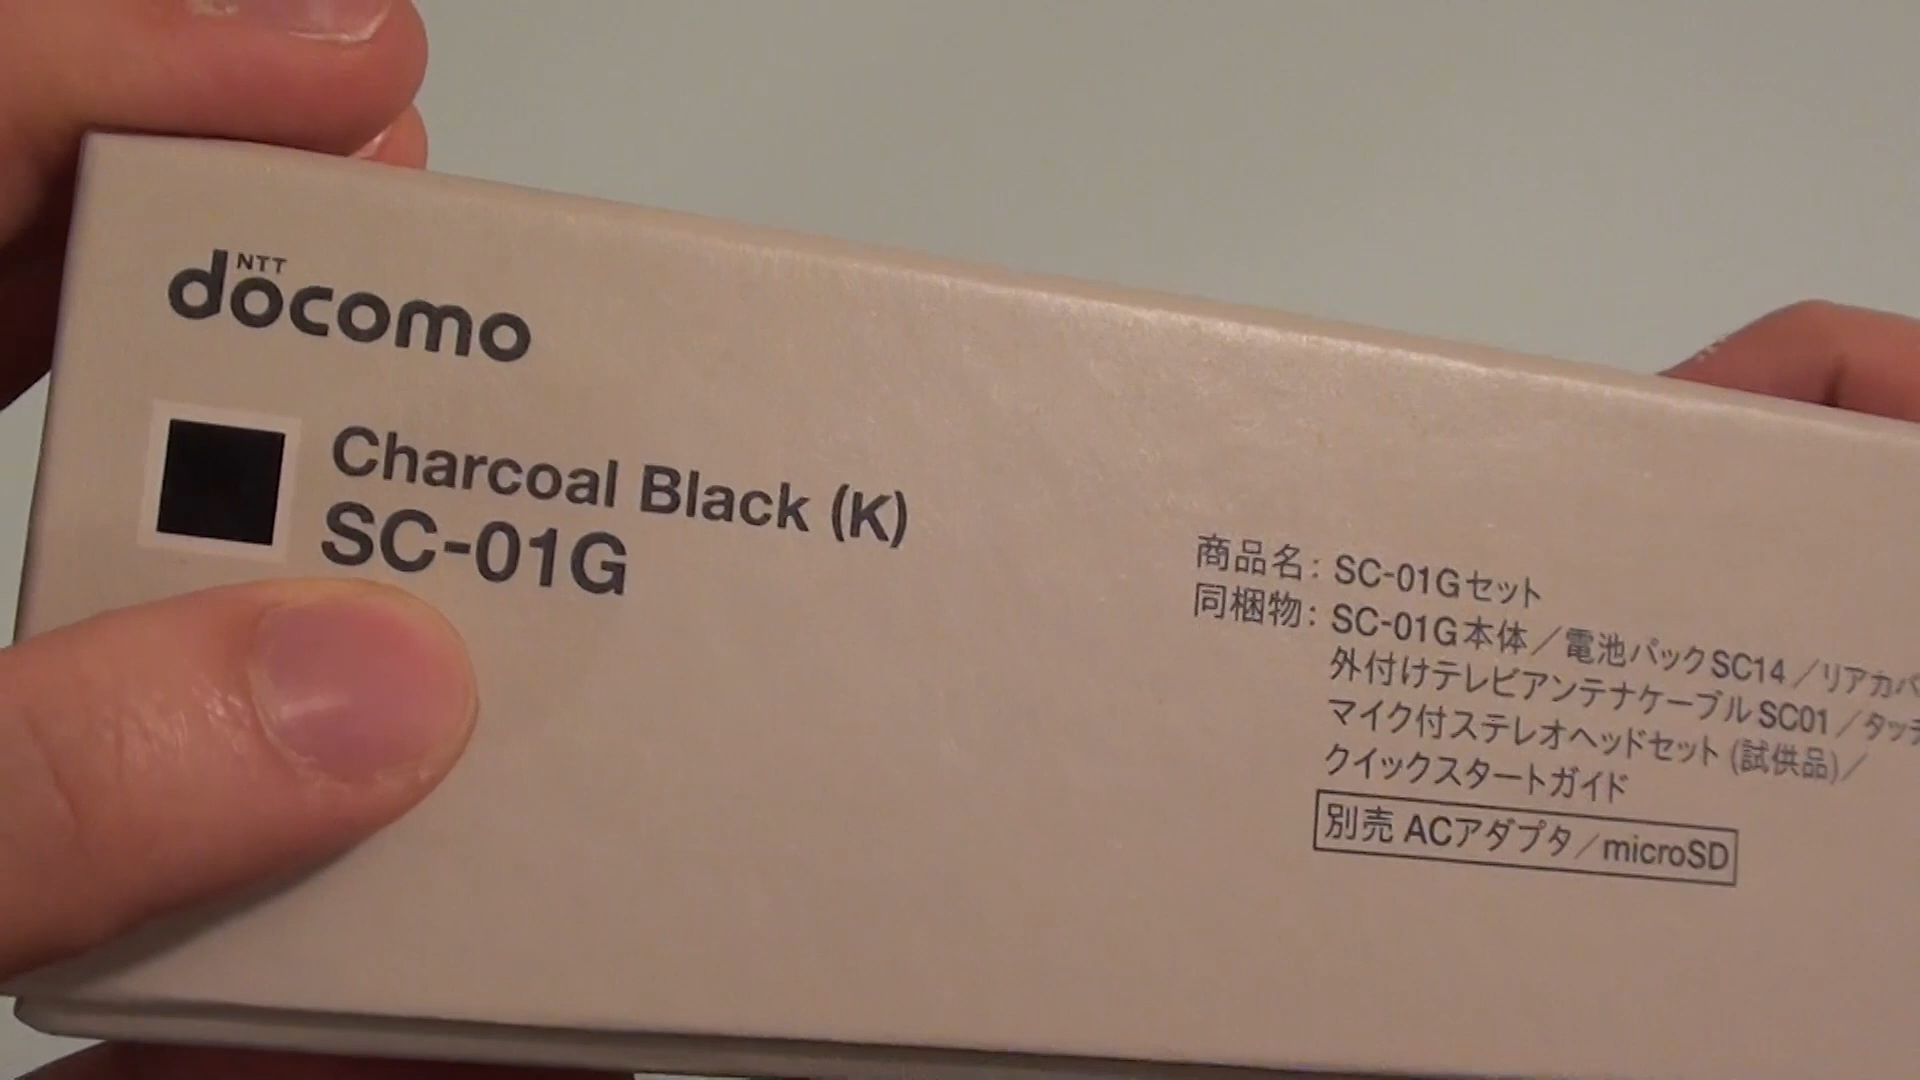 NTT
docomo
Charcoal Black (K)
SC-01G
商品名: SC-01Gセット
同梱物: SC-01G本体／電池パックSC14／リアカバ
外付けテレビアンテナケーブルSC01／タッチ
マイク付ステレオヘッドセット(試供品)／
クイックスタートガイド
別売 ACアダプタ／microSD